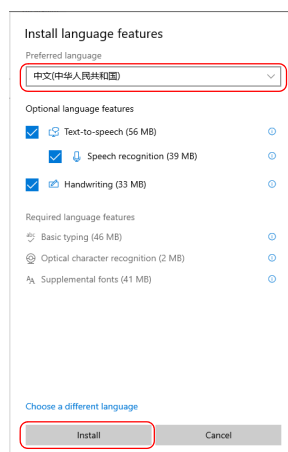 Install language features
Preferred language
中文(中华人民共和国)
Optional language features
Text-to-speech (56 MB)
Speech recognition (39 MB)
Handwriting (33 MB)
Required language features
Basic typing (46 MB)
Optical character recognition (2 MB)
Supplemental fonts (41 MB)
Choose a different language
Install Cancel